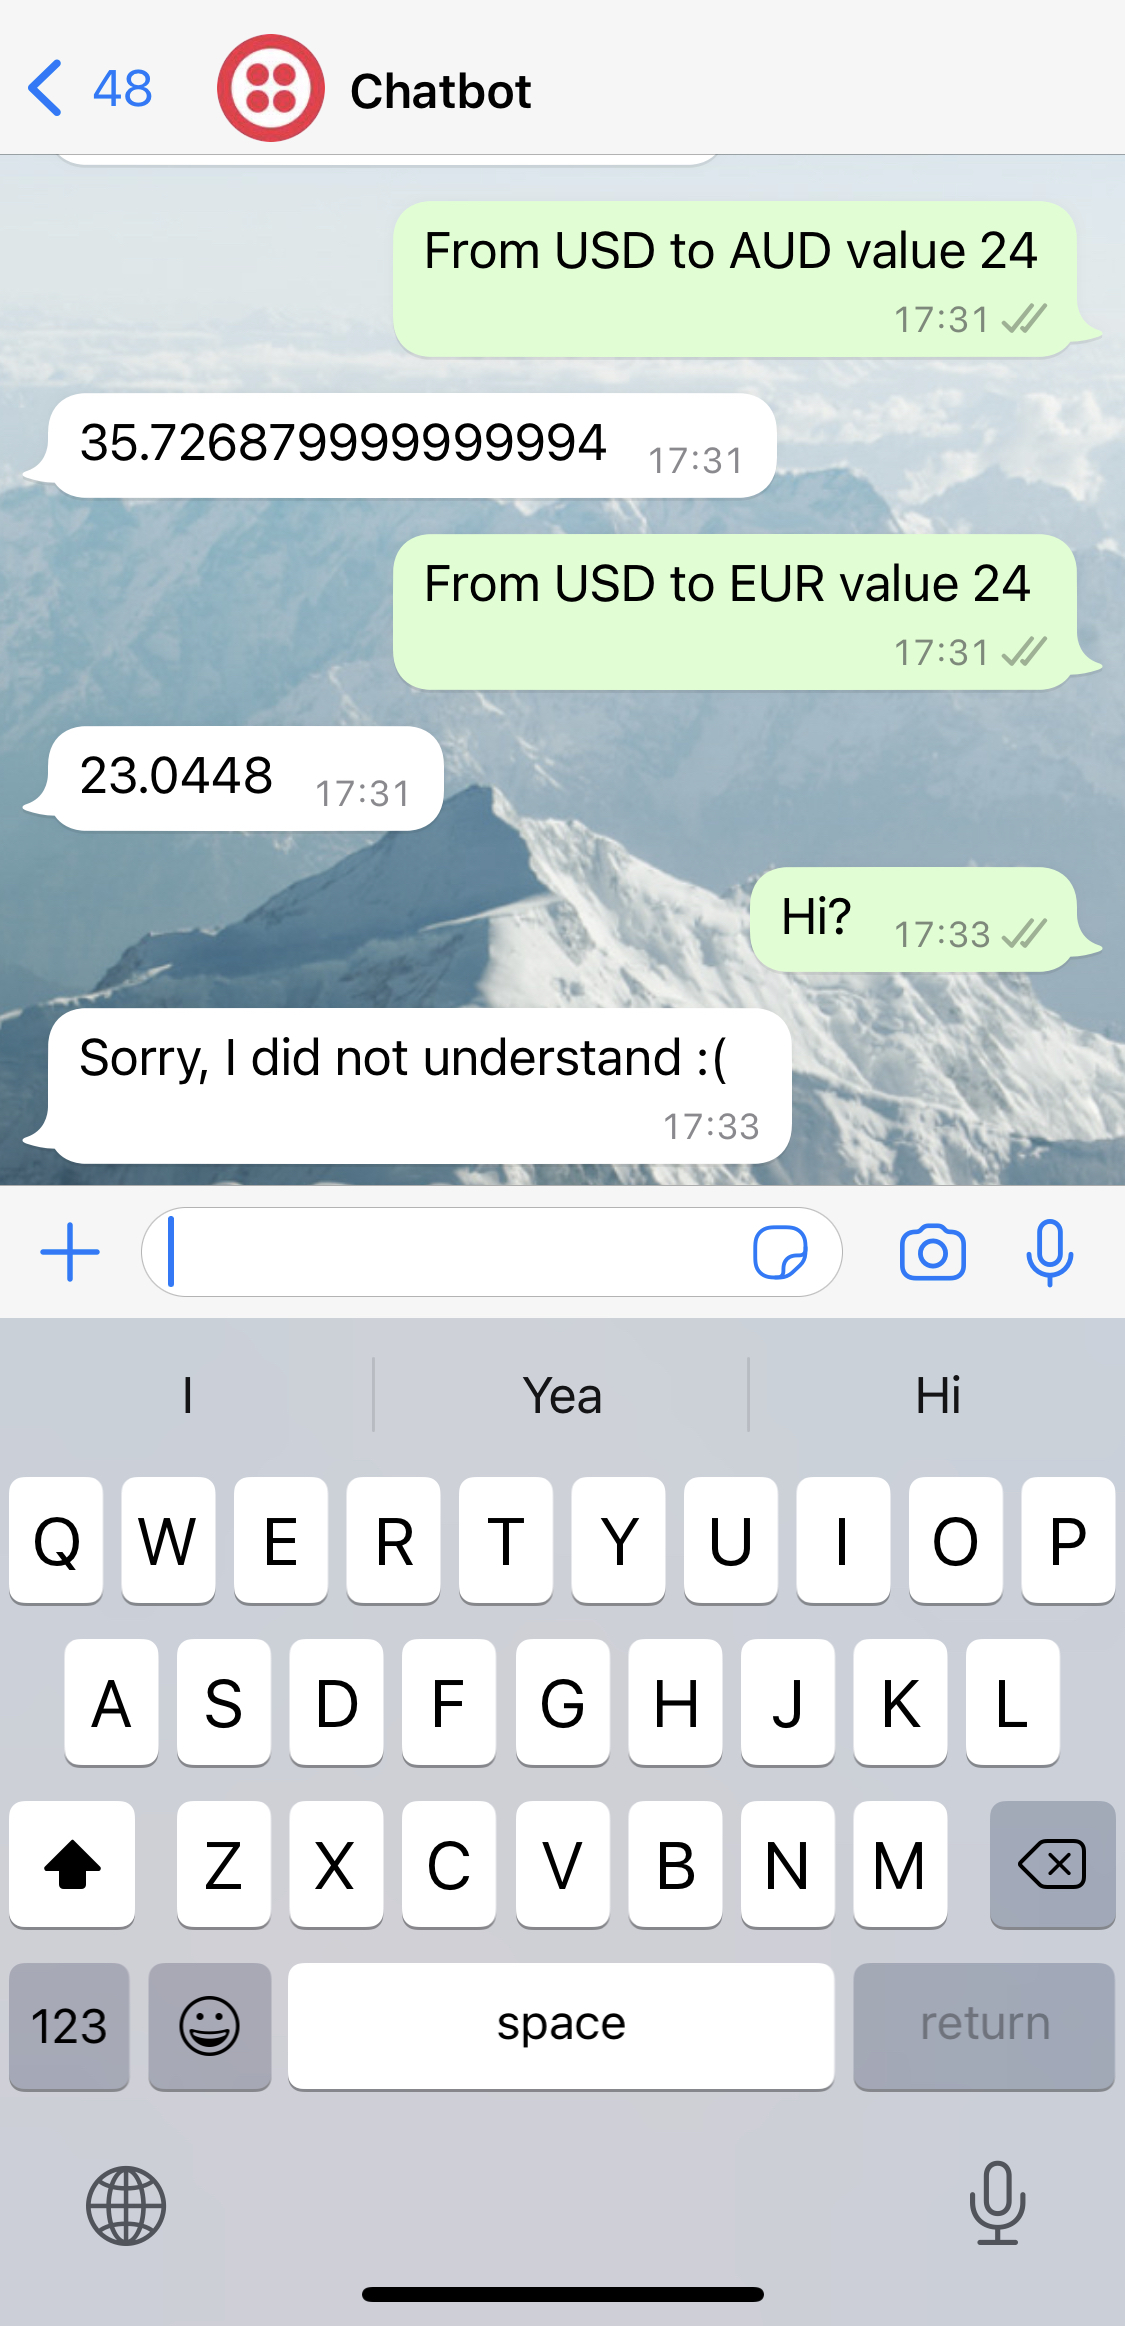 48
Chatbot
From USD to AUD value 24
17:31
35.726879999999994 17:31
From USD to EUR value 24
17:31
23.0448 17:31
Hi? 17:33
Sorry, I did not understand :(
17:33
I Yea Hi
Q W E R T Y U I O P
A S D F G H J K L
Z X C V B N M
123 space return